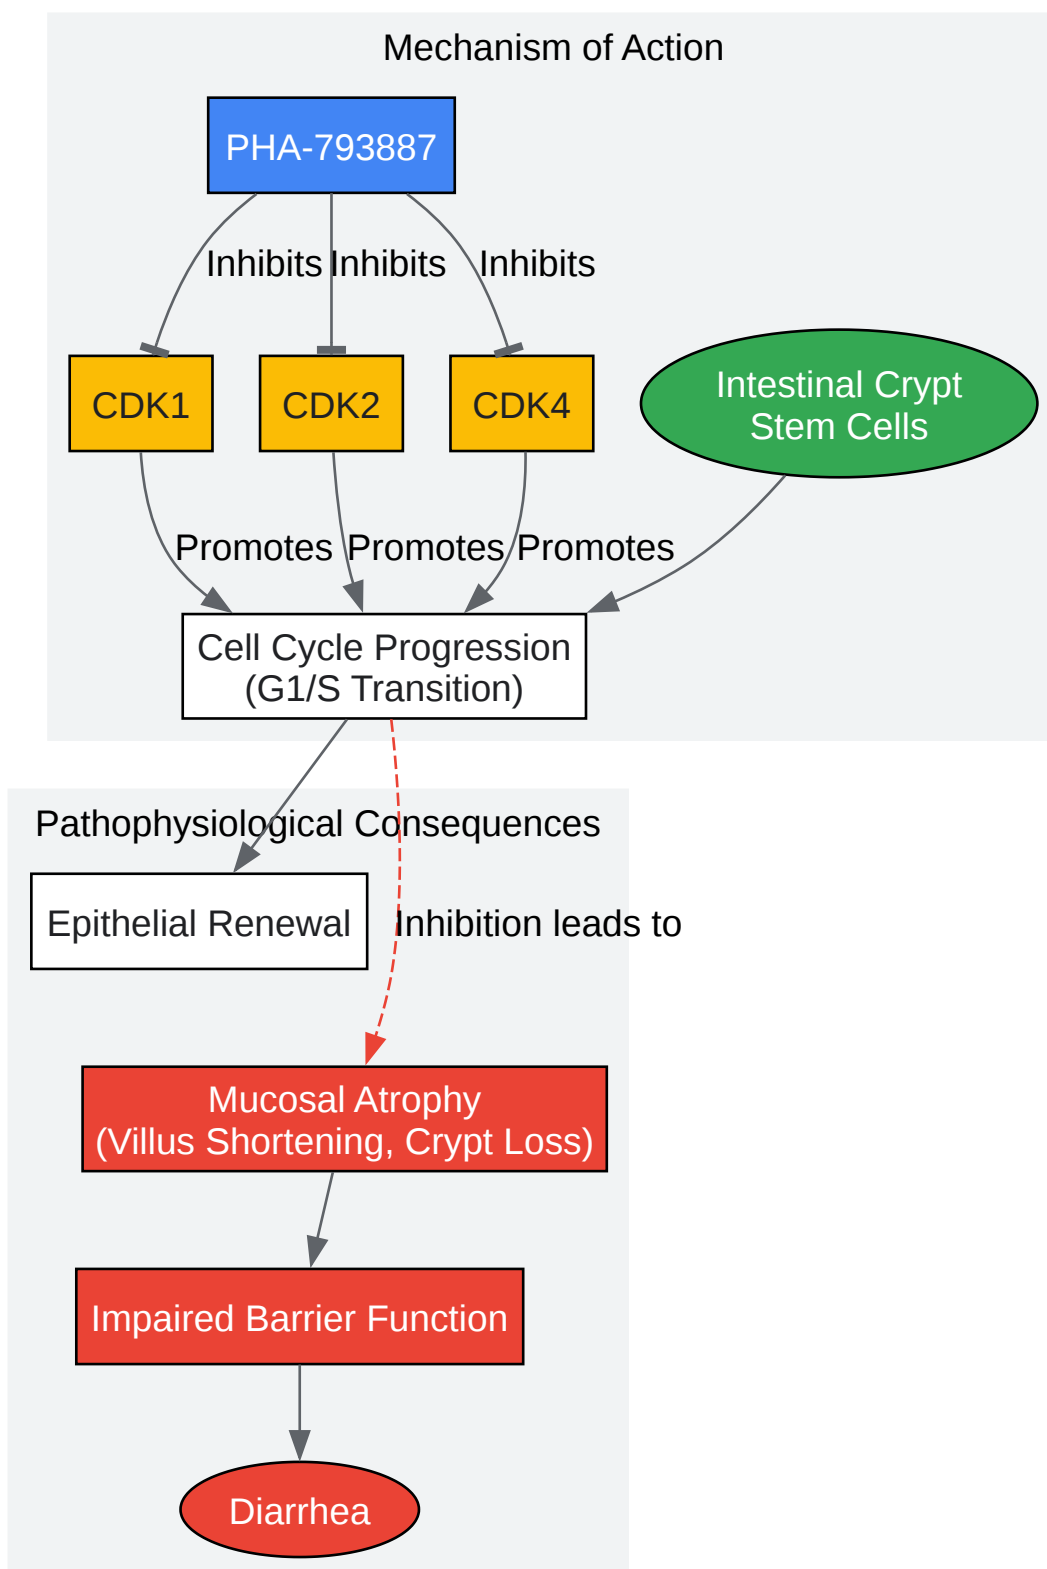 Mechanism of Action
PHA-793887
Inhibits
Inhibits
Inhibits
CDK1
CDK2
CDK4
Intestinal Crypt
Stem Cells
Promotes
Promotes
Promotes
Cell Cycle Progression
(G1/S Transition)
Pathophysiological Consequences
Epithelial Renewal
Inhibition leads to
Mucosal Atrophy
(Villus Shortening, Crypt Loss)
Impaired Barrier Function
Diarrhea